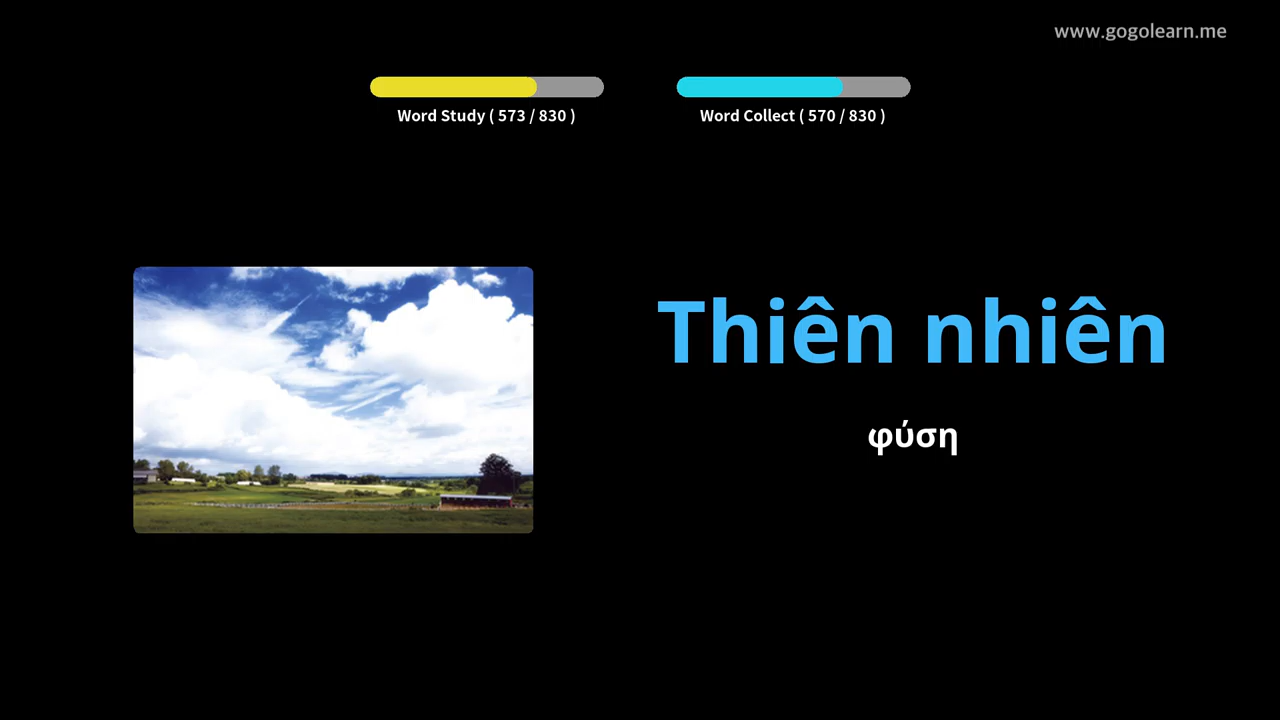 www.gogolearn.me
Word Study ( 573 / 830 )
Word Collect ( 570 / 830 )
Thiên nhiên
φύση